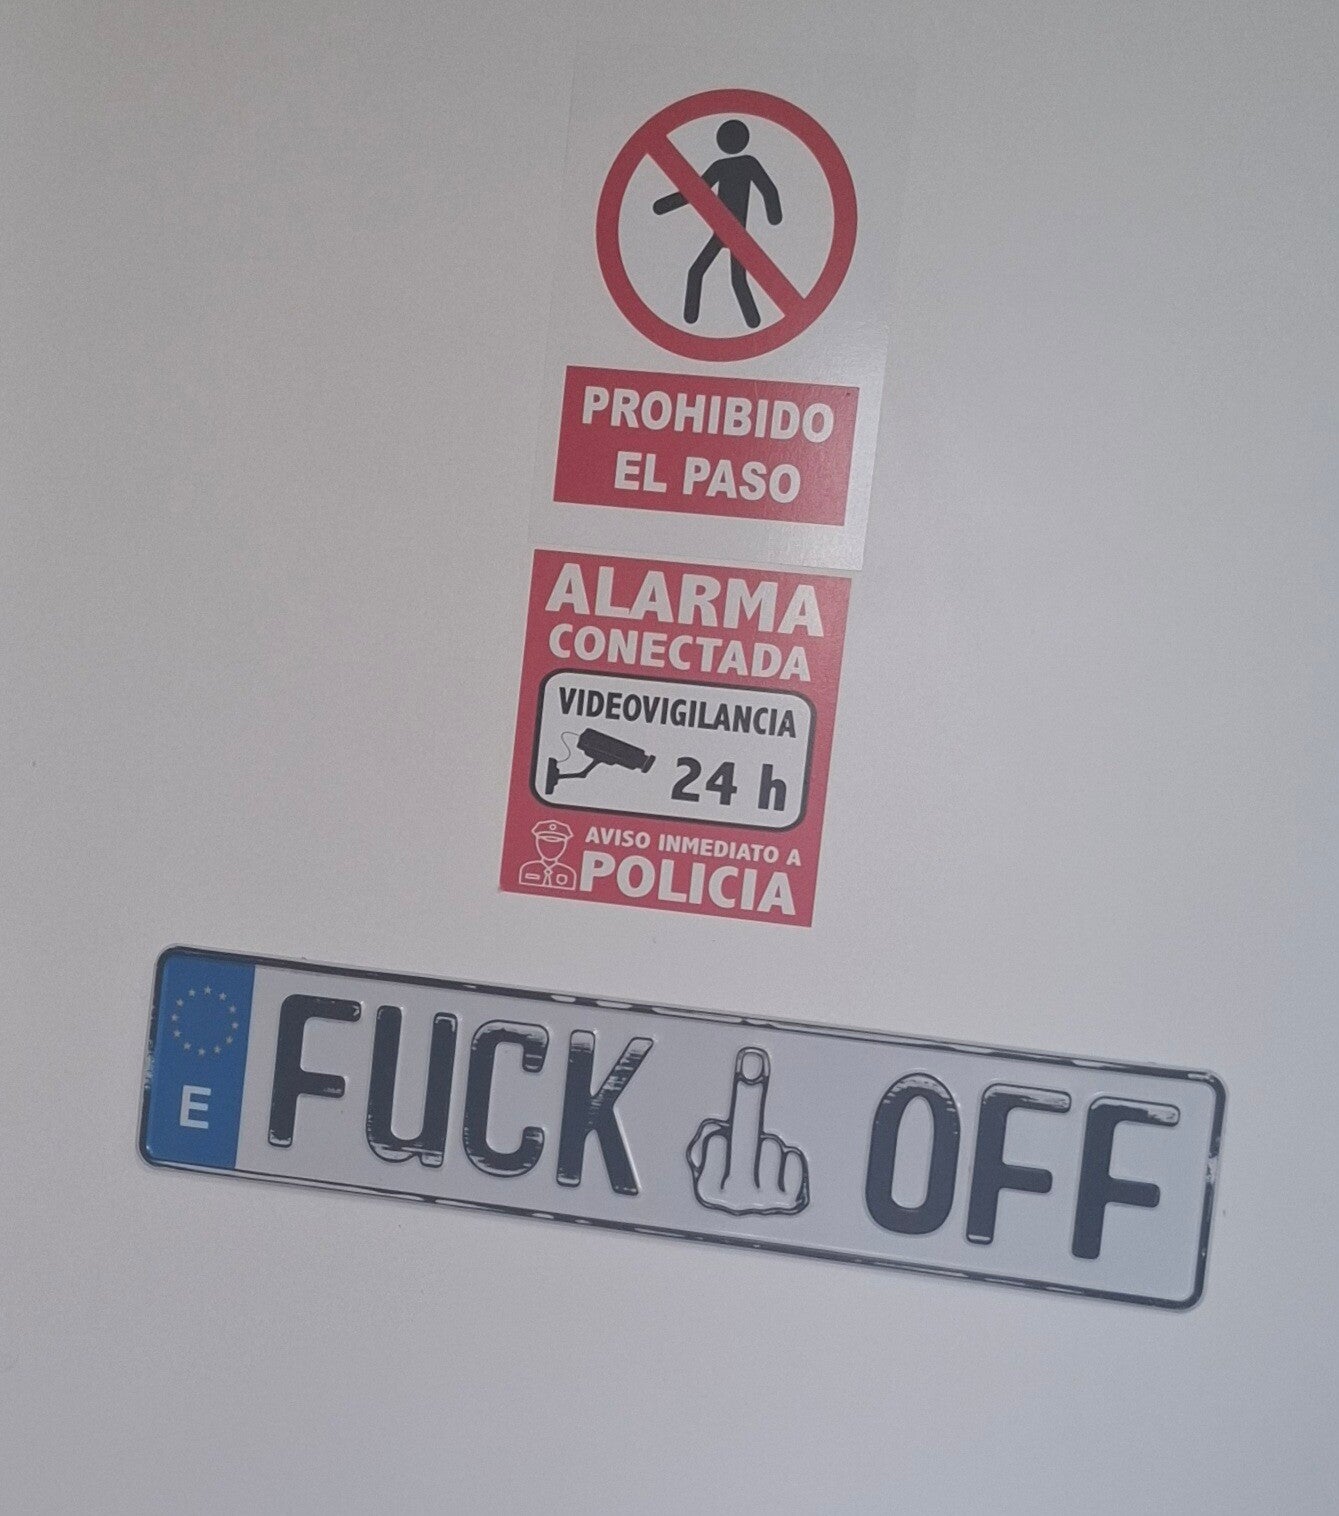 PROHIBIDO
EL PASO
ALARMA
CONECTADA
VIDEOVIGILANCIA
24 h
AVISO INMEDIATO A
POLICIA
E
FUCK OFF